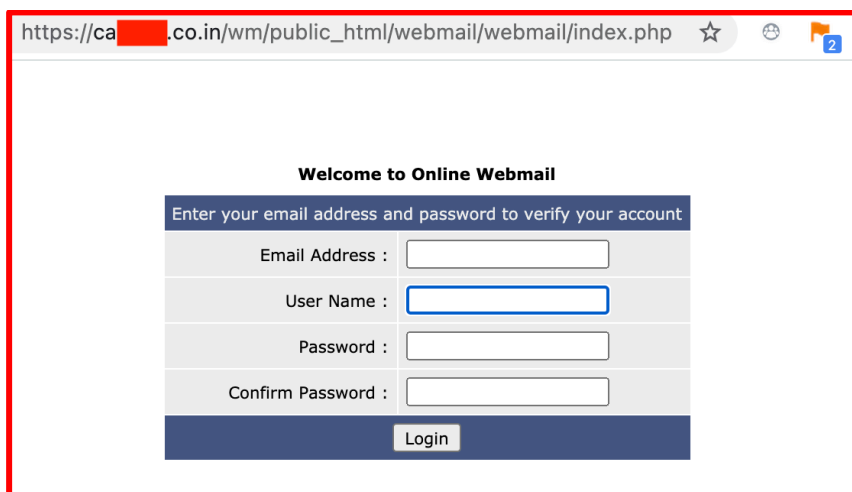 https://ca .co.in/wm/public_html/webmail/webmail/index.php
2
Welcome to Online Webmail
Enter your email address and password to verify your account
Email Address :
User Name :
Password :
Confirm Password :
Login